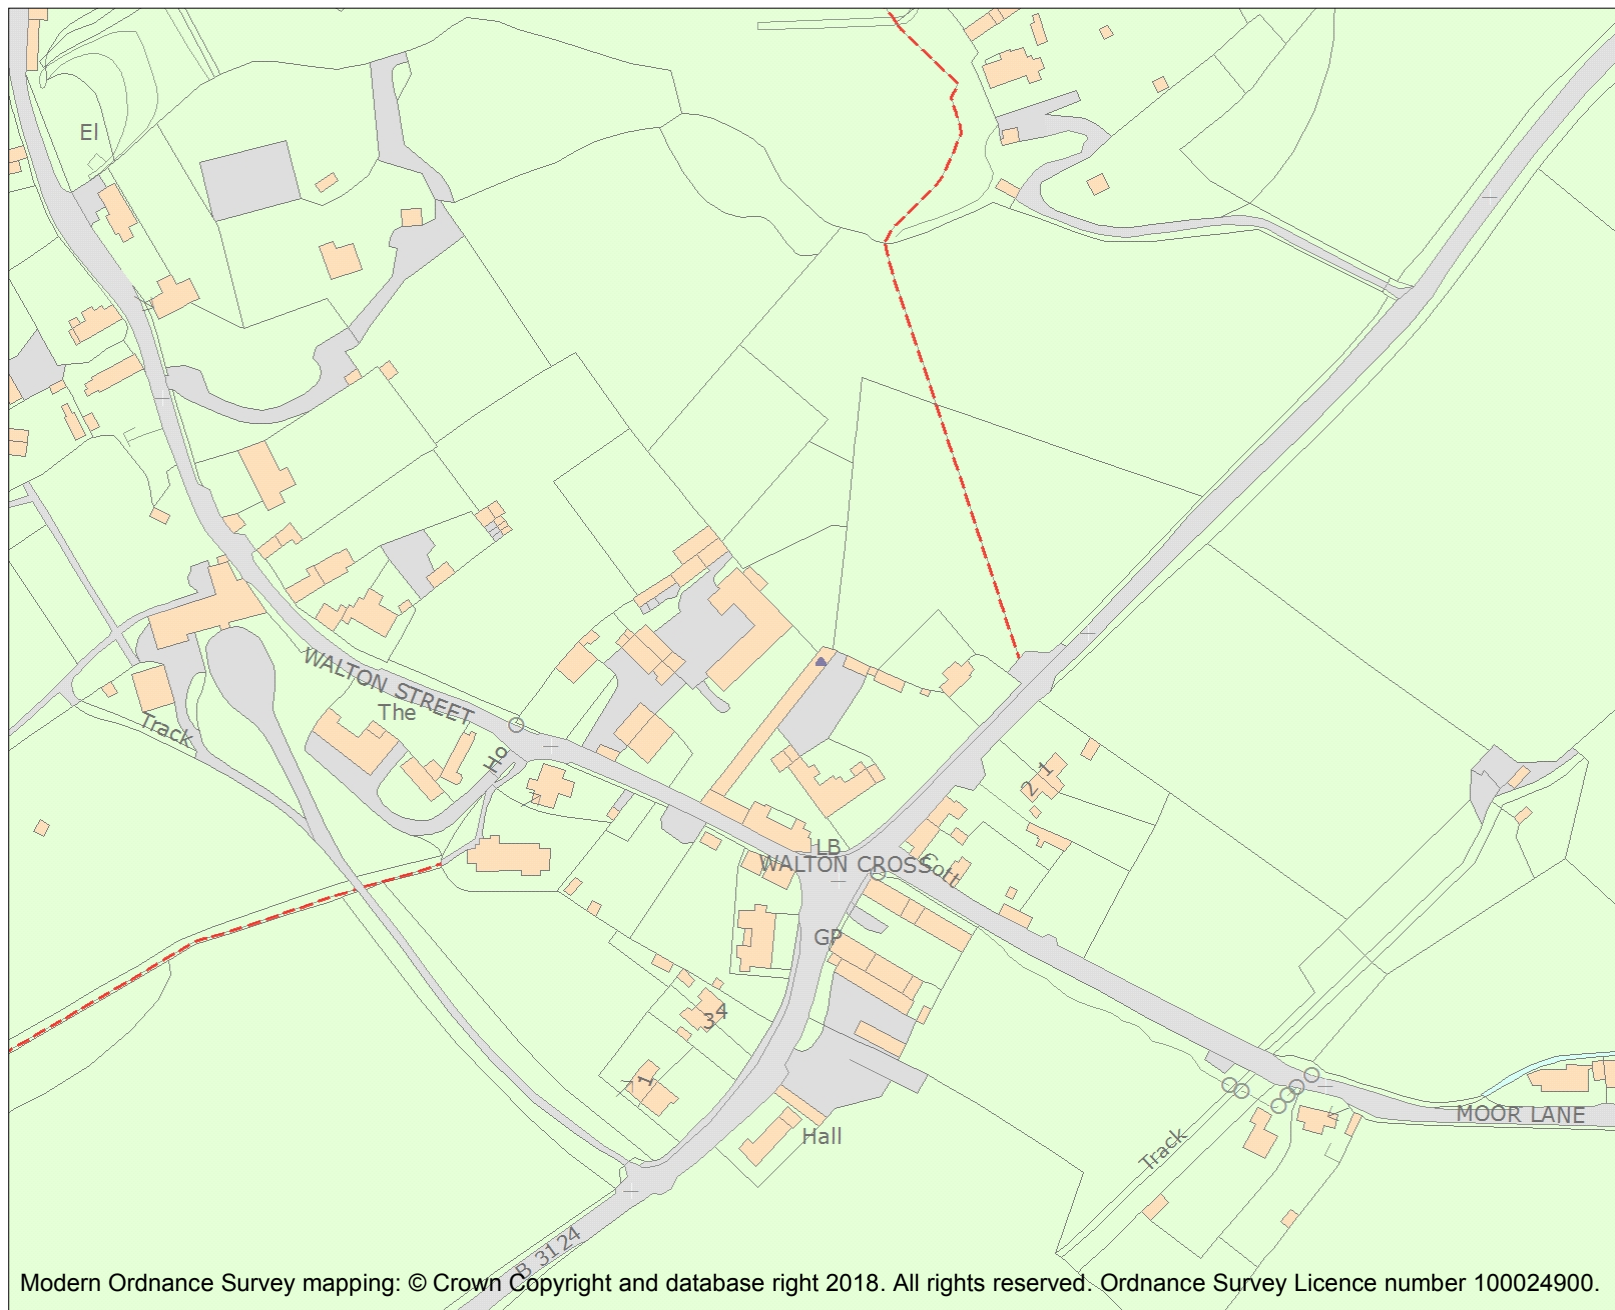 El
WALTON STREET
The
Track
Ho
2 1
LB
WALTON CROSS
Cott
GP
3 4
1
Hall
MOOR LANE
Track
B 3124
Modern Ordnance Survey mapping: © Crown Copyright and database right 2018. All rights reserved. Ordnance Survey Licence number 100024900.